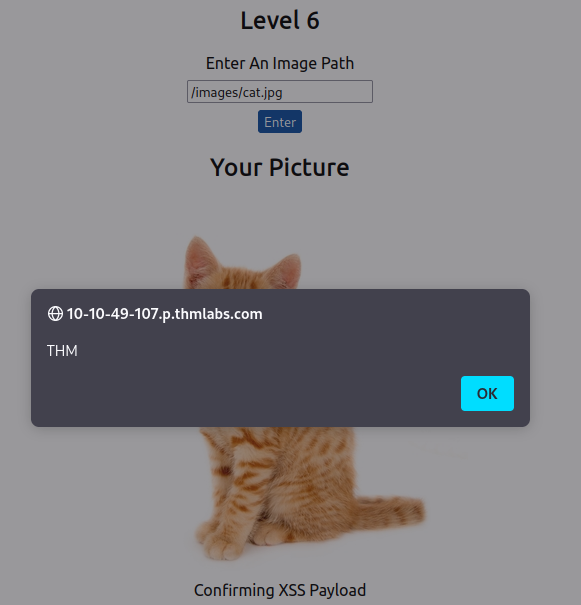 Level 6
Enter An Image Path
/images/cat.jpg
Enter
Your Picture
10-10-49-107.p.thmlabs.com
THM
OK
Confirming XSS Payload